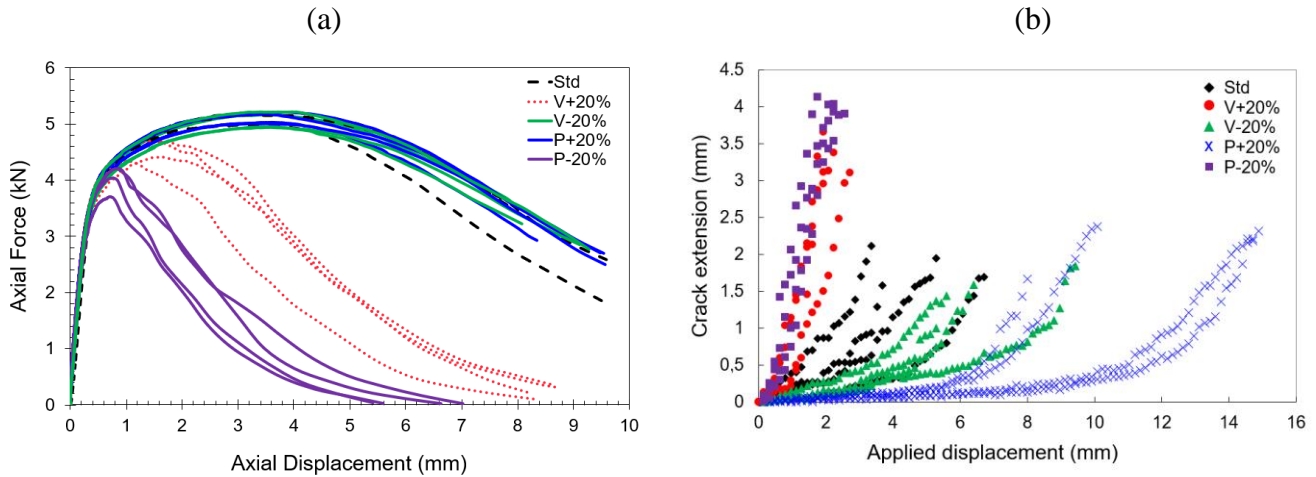 (a)
(b)
6
5
4
3
2
1
0
Axial Force (kN)
Std
V+20%
V-20%
P+20%
P-20%
0 1 2 3 4 5 6 7 8 9 10
Axial Displacement (mm)
4.5
4
3.5
3
2.5
2
1.5
1
0.5
0
Crack extension (mm)
Std
V+20%
V-20%
P+20%
P-20%
0 2 4 6 8 10 12 14 16
Applied displacement (mm)